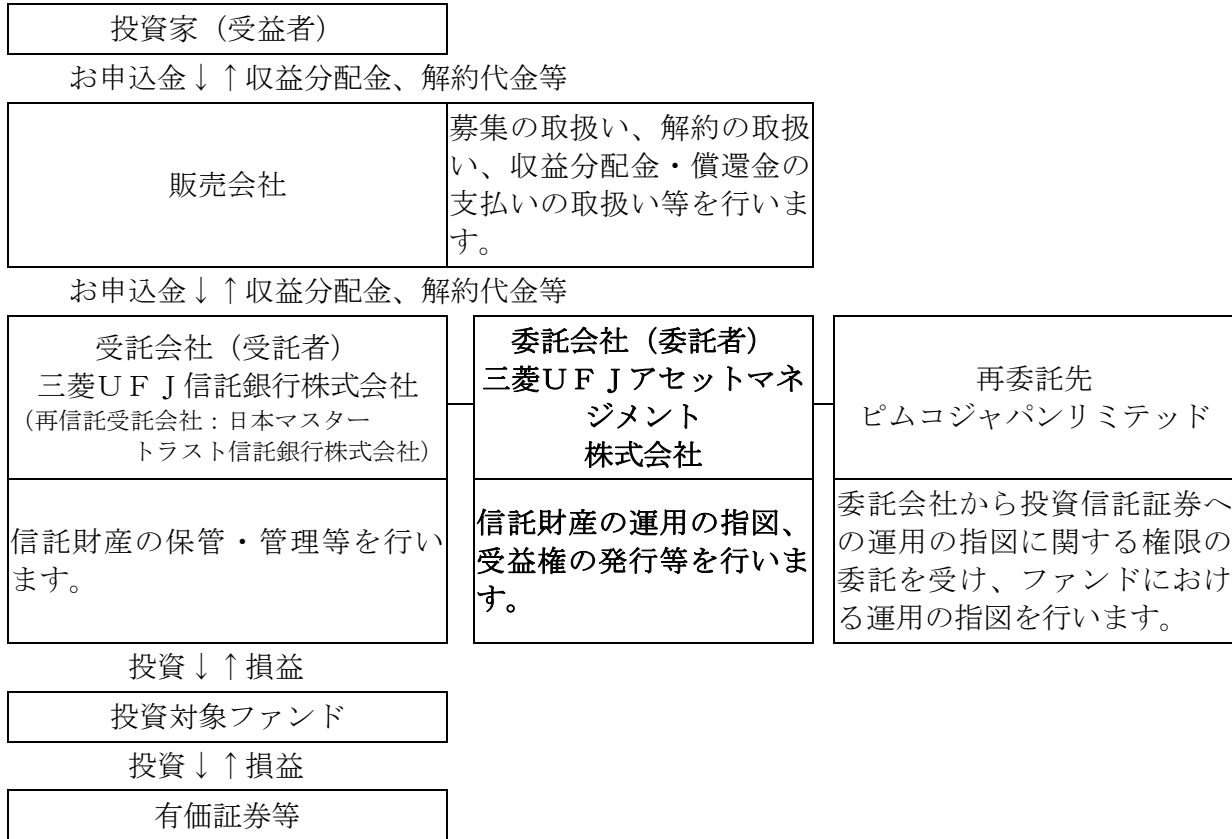 投資家（受益者）
お申込金↓↑収益分配金、解約代金等
販売会社
募集の取扱い、解約の取扱
い、収益分配金・償還金の
支払いの取扱い等を行いま
す。
お申込金↓↑収益分配金、解約代金等
受託会社（受託者）
三菱ＵＦＪ信託銀行株式会社
（再信託受託会社：日本マスター
トラスト信託銀行株式会社）
委託会社（委託者）
三菱ＵＦＪアセットマネ
ジメント
株式会社
再委託先
ピムコジャパンリミテッド
信託財産の保管・管理等を行い
ます。
信託財産の運用の指図、
受益権の発行等を行いま
す。
委託会社から投資信託証券へ
の運用の指図に関する権限の
委託を受け、ファンドにおけ
る運用の指図を行います。
投資↓↑損益
投資対象ファンド
投資↓↑損益
有価証券等